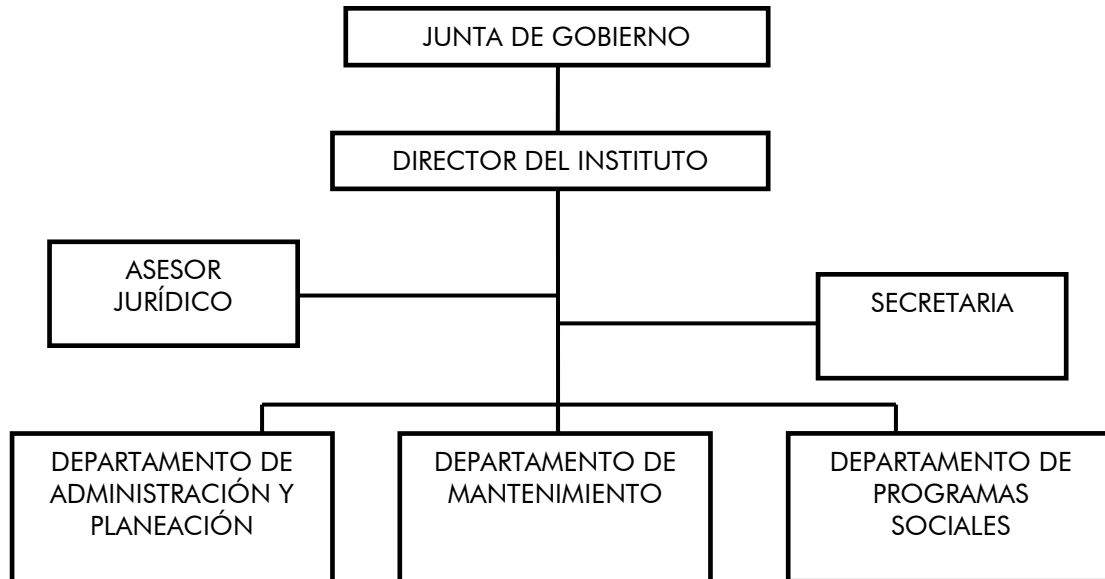 JUNTA DE GOBIERNO
DIRECTOR DEL INSTITUTO
ASESOR
JURÍDICO
SECRETARIA
DEPARTAMENTO DE
ADMINISTRACIÓN Y
PLANEACIÓN
DEPARTAMENTO DE
MANTENIMIENTO
DEPARTAMENTO DE
PROGRAMAS
SOCIALES